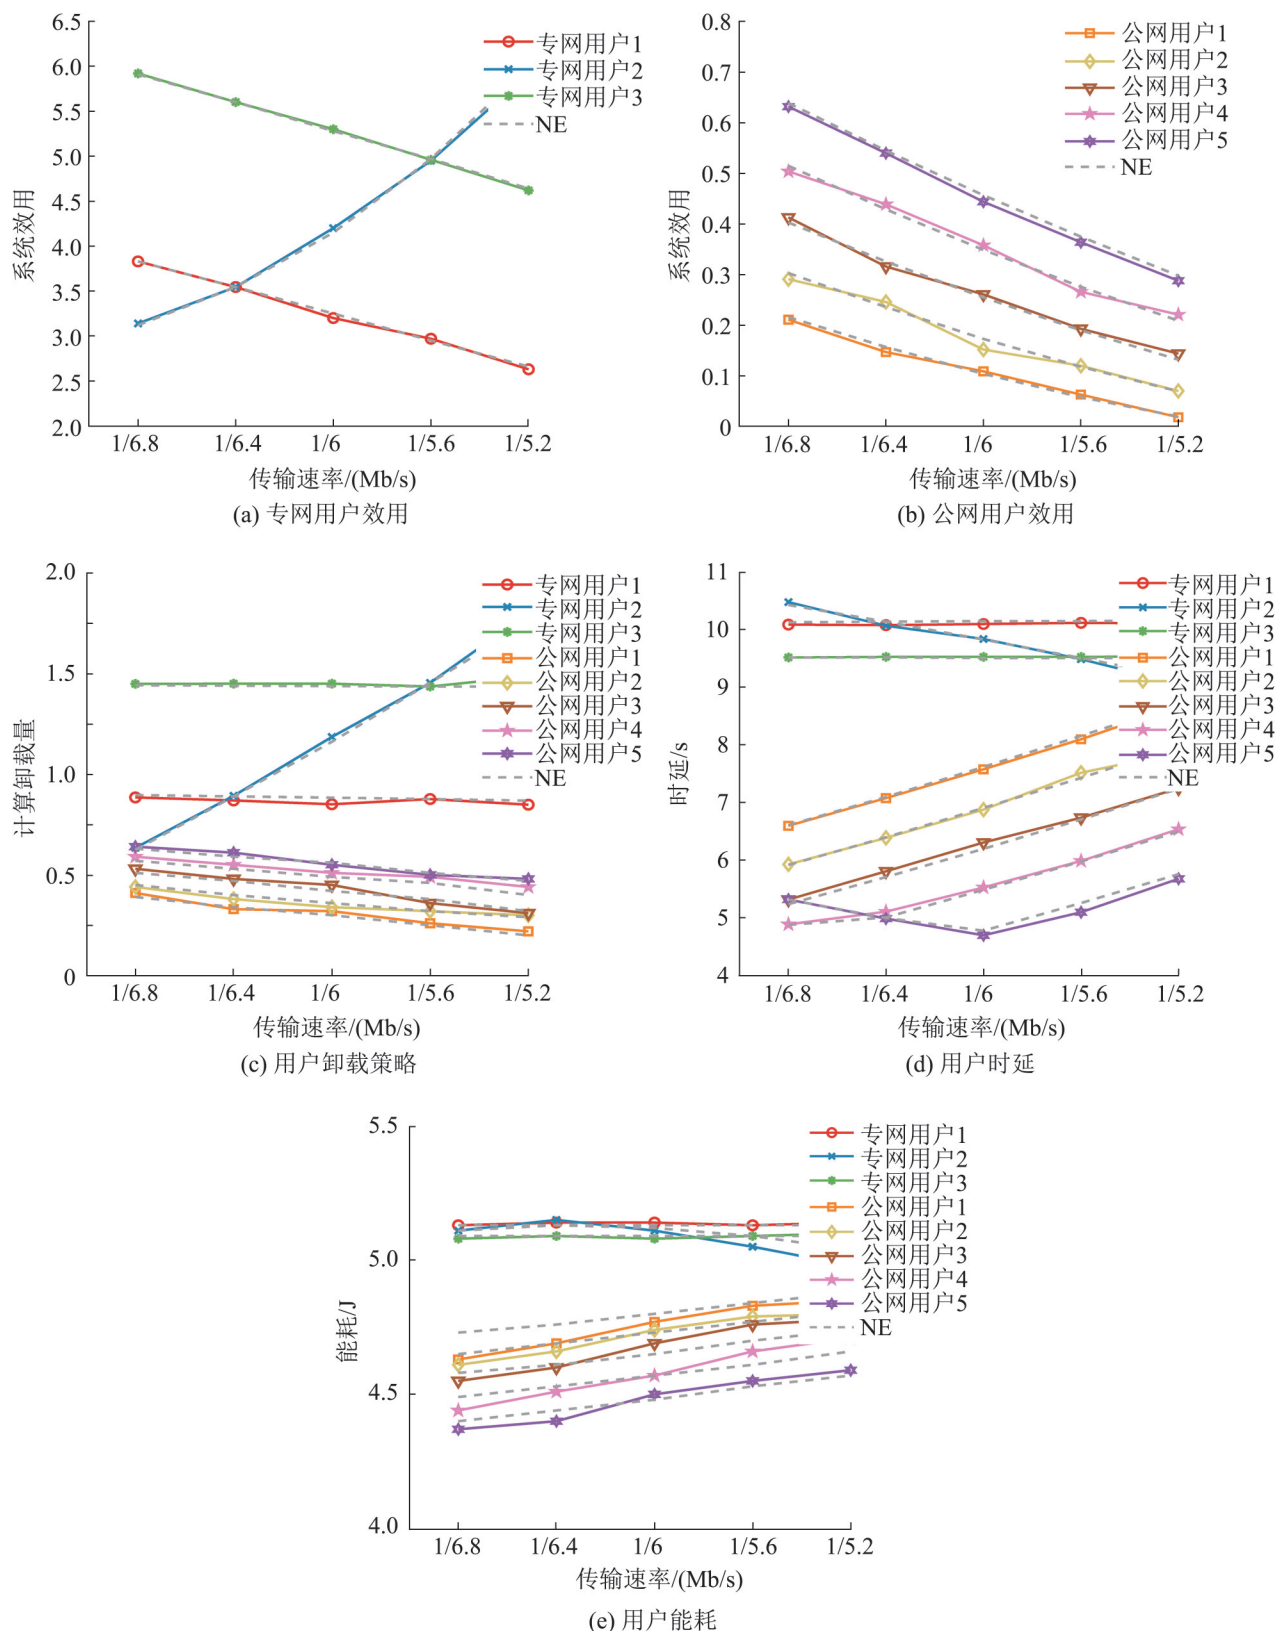 6.5
6.0
5.5
5.0
4.5
4.0
3.5
3.0
2.5
2.0
系统效用
专网用户1
专网用户2
专网用户3
NE
1/6.8 1/6.4 1/6 1/5.6 1/5.2
传输速率/(Mb/s)
(a) 专网用户效用
0.8
0.7
0.6
0.5
0.4
0.3
0.2
0.1
0
系统效用
公网用户1
公网用户2
公网用户3
公网用户4
公网用户5
NE
1/6.8 1/6.4 1/6 1/5.6 1/5.2
传输速率/(Mb/s)
(b) 公网用户效用
2.0
1.5
1.0
0.5
0
计算卸载量
专网用户1
专网用户2
专网用户3
公网用户1
公网用户2
公网用户3
公网用户4
公网用户5
NE
1/6.8 1/6.4 1/6 1/5.6 1/5.2
传输速率/(Mb/s)
(c) 用户卸载策略
11
10
9
8
7
6
5
4
时延/s
专网用户1
专网用户2
专网用户3
公网用户1
公网用户2
公网用户3
公网用户4
公网用户5
NE
1/6.8 1/6.4 1/6 1/5.6 1/5.2
传输速率/(Mb/s)
(d) 用户时延
5.5
5.0
4.5
4.0
能耗/J
专网用户1
专网用户2
专网用户3
公网用户1
公网用户2
公网用户3
公网用户4
公网用户5
NE
1/6.8 1/6.4 1/6 1/5.6 1/5.2
传输速率/(Mb/s)
(e) 用户能耗